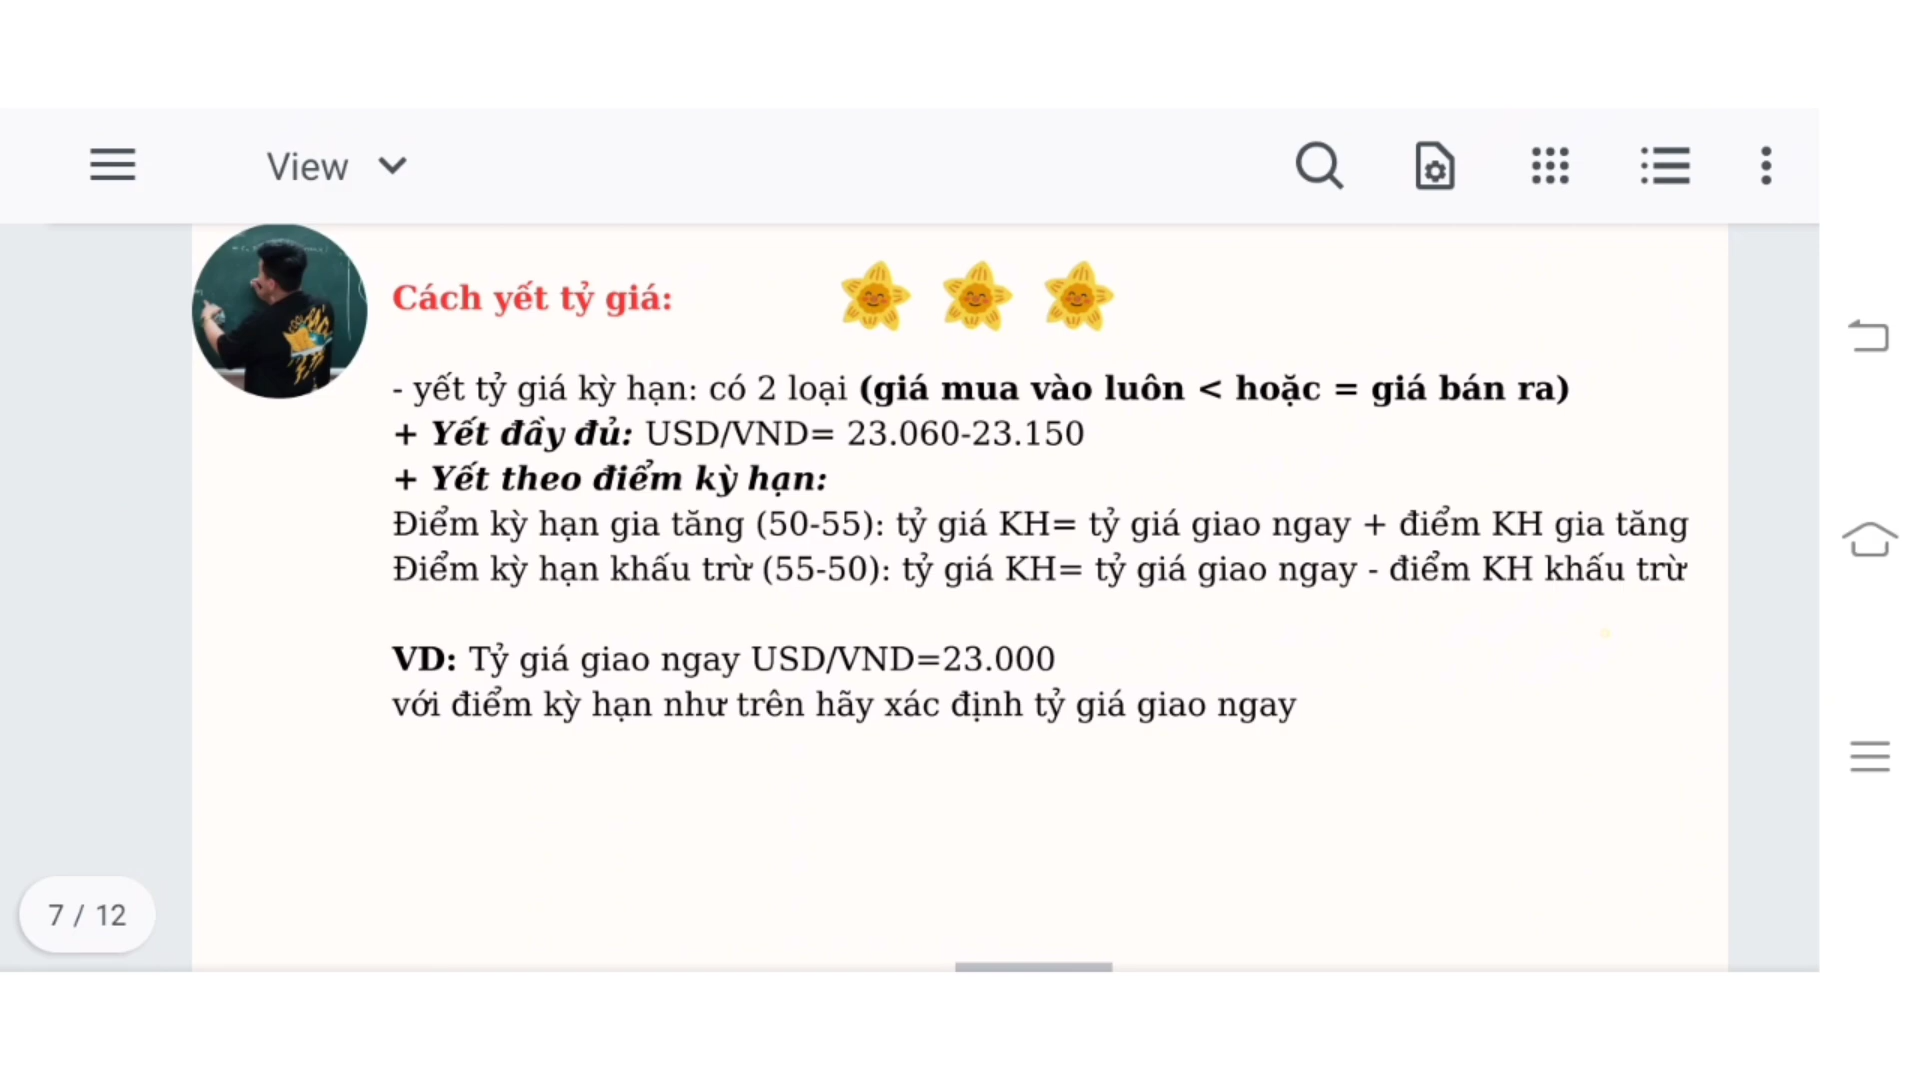 View
Cách yết tỷ giá:
- yết tỷ giá kỳ hạn: có 2 loại (giá mua vào luôn < hoặc = giá bán ra)
+ Yết đầy đủ: USD/VND= 23.060-23.150
+ Yết theo điểm kỳ hạn:
Điểm kỳ hạn gia tăng (50-55): tỷ giá KH= tỷ giá giao ngay + điểm KH gia tăng
Điểm kỳ hạn khấu trừ (55-50): tỷ giá KH= tỷ giá giao ngay - điểm KH khấu trừ
VD: Tỷ giá giao ngay USD/VND=23.000
với điểm kỳ hạn như trên hãy xác định tỷ giá giao ngay
7 / 12